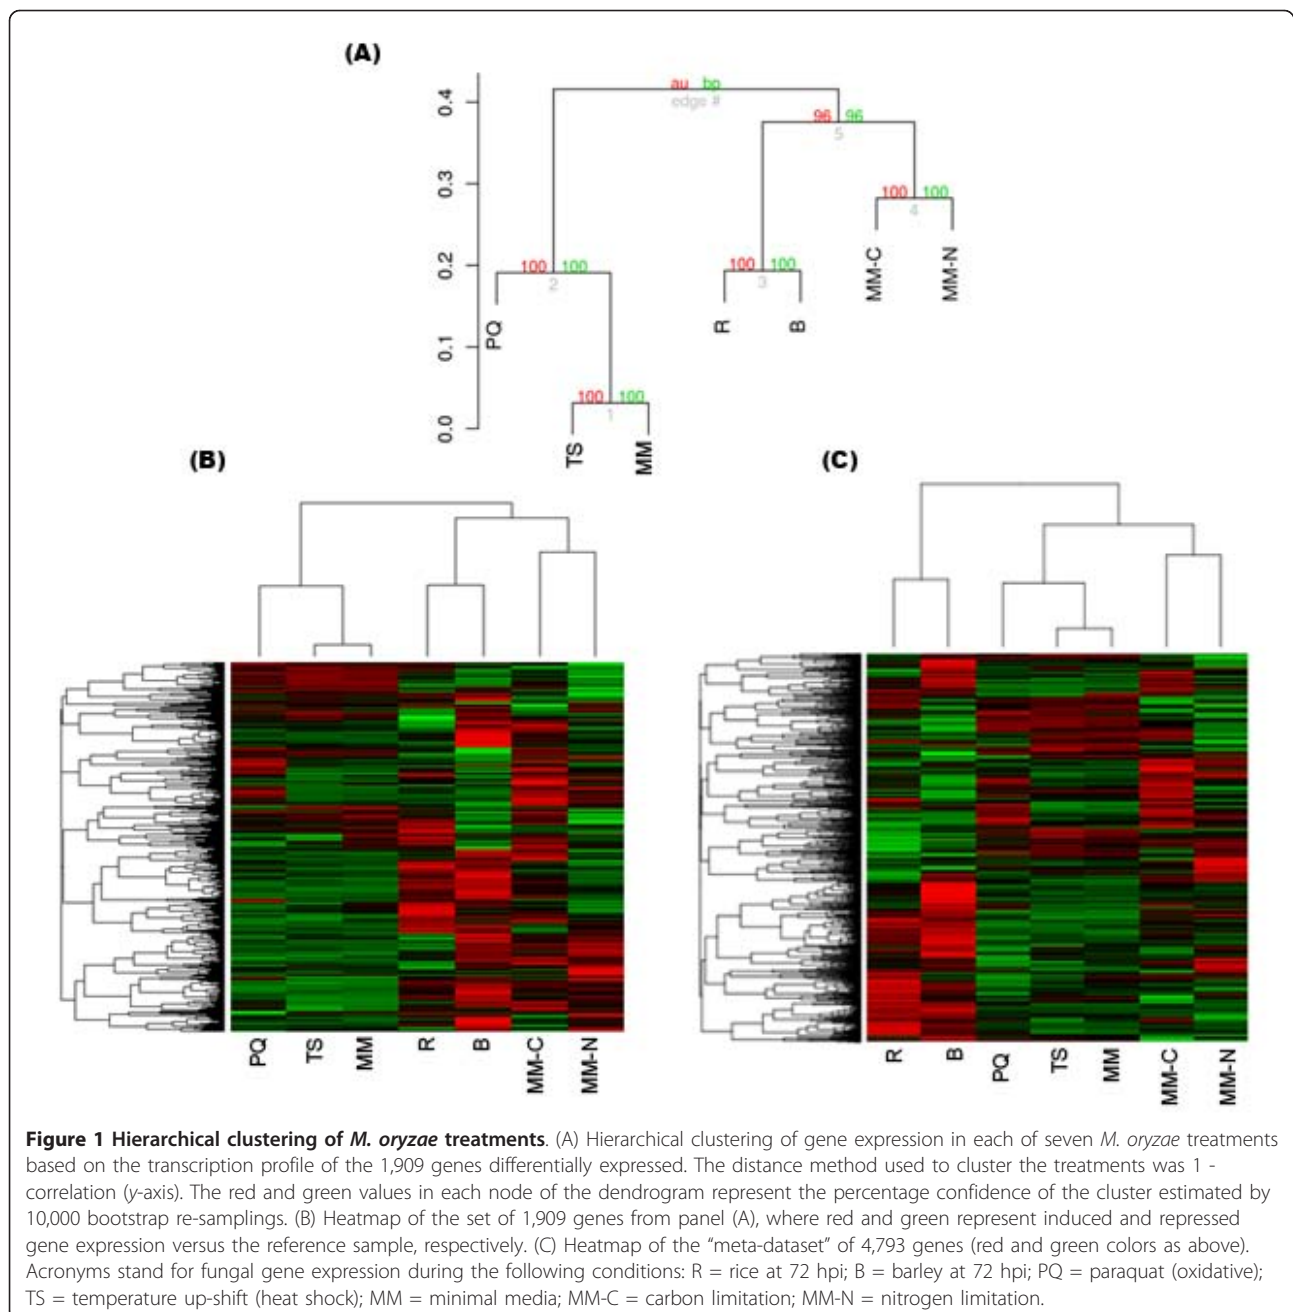 (A)
au bp
edge #
0.4
96 96
5
0.3
100 100
4
MM-C
MM-N
0.2
100 100
2
100 100
3
PQ
R
B
0.1
100 100
1
0.0
TS
MM
(B)
(C)
PQ
TS
MM
R
B
MM-C
MM-N
R
B
PQ
TS
MM
MM-C
MM-N
Figure 1 Hierarchical clustering of M. oryzae treatments. (A) Hierarchical clustering of gene expression in each of seven M. oryzae treatments
based on the transcription profile of the 1,909 genes differentially expressed. The distance method used to cluster the treatments was 1 -
correlation (y-axis). The red and green values in each node of the dendrogram represent the percentage confidence of the cluster estimated by
10,000 bootstrap re-samplings. (B) Heatmap of the set of 1,909 genes from panel (A), where red and green represent induced and repressed
gene expression versus the reference sample, respectively. (C) Heatmap of the “meta-dataset” of 4,793 genes (red and green colors as above).
Acronyms stand for fungal gene expression during the following conditions: R = rice at 72 hpi; B = barley at 72 hpi; PQ = paraquat (oxidative);
TS = temperature up-shift (heat shock); MM = minimal media; MM-C = carbon limitation; MM-N = nitrogen limitation.